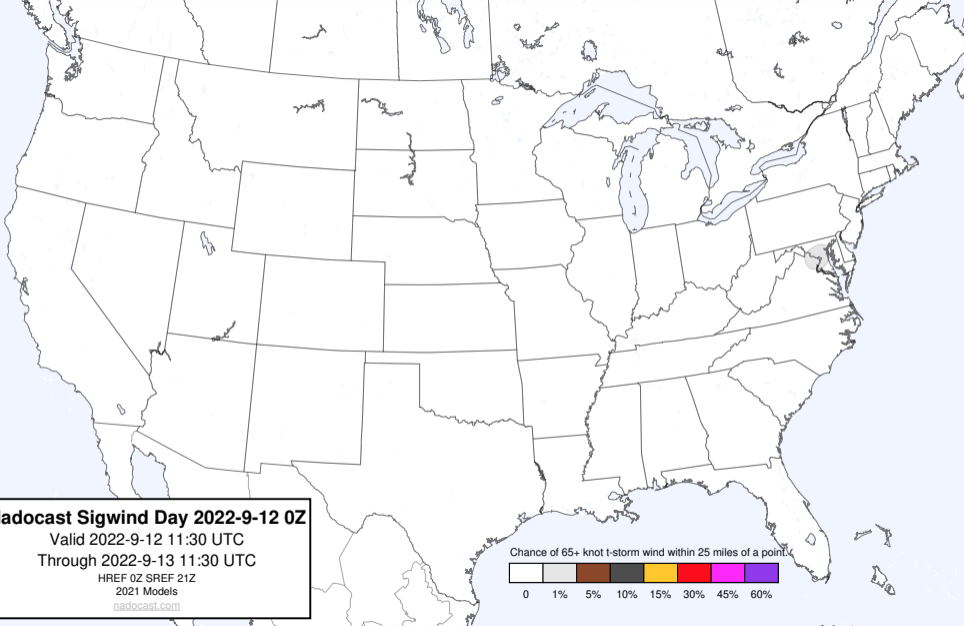 adocast Sigwind Day 2022-9-12 0Z
Valid 2022-9-12 11:30 UTC
Through 2022-9-13 11:30 UTC
HREF 0Z SREF 21Z
2021 Models
nadocast.com
Chance of 65+ knot t-storm wind within 25 miles of a point.
0 1% 5% 10% 15% 30% 45% 60%